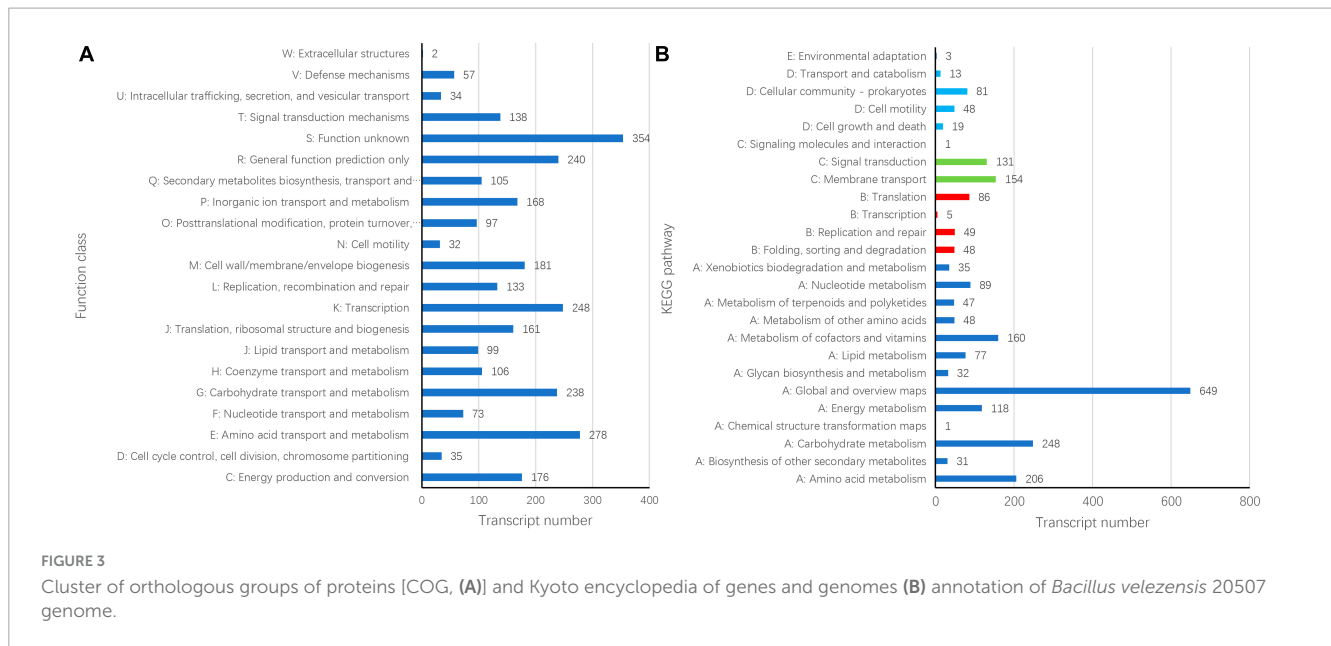 A
W: Extracellular structures 2
V: Defense mechanisms 57
U: Intracellular trafficking, secretion, and vesicular transport 34
T: Signal transduction mechanisms 138
S: Function unknown 354
R: General function prediction only 240
Q: Secondary metabolites biosynthesis, transport and… 105
P: Inorganic ion transport and metabolism 168
O: Posttranslational modification, protein turnover,… 97
N: Cell motility 32
M: Cell wall/membrane/envelope biogenesis 181
L: Replication, recombination and repair 133
K: Transcription 248
J: Translation, ribosomal structure and biogenesis 161
J: Lipid transport and metabolism 99
H: Coenzyme transport and metabolism 106
G: Carbohydrate transport and metabolism 238
F: Nucleotide transport and metabolism 73
E: Amino acid transport and metabolism 278
D: Cell cycle control, cell division, chromosome partitioning 35
C: Energy production and conversion 176
0 100 200 300 400
Transcript number
Function class
B
E: Environmental adaptation 3
D: Transport and catabolism 13
D: Cellular community - prokaryotes 81
D: Cell motility 48
D: Cell growth and death 19
C: Signaling molecules and interaction 1
C: Signal transduction 131
C: Membrane transport 154
B: Translation 86
B: Transcription 5
B: Replication and repair 49
B: Folding, sorting and degradation 48
A: Xenobiotics biodegradation and metabolism 35
A: Nucleotide metabolism 89
A: Metabolism of terpenoids and polyketides 47
A: Metabolism of other amino acids 48
A: Metabolism of cofactors and vitamins 160
A: Lipid metabolism 77
A: Glycan biosynthesis and metabolism 32
A: Global and overview maps 649
A: Energy metabolism 118
A: Chemical structure transformation maps 1
A: Carbohydrate metabolism 248
A: Biosynthesis of other secondary metabolites 31
A: Amino acid metabolism 206
0 200 400 600 800
Transcript number
KEGG pathway
FIGURE 3
Cluster of orthologous groups of proteins [COG, (A)] and Kyoto encyclopedia of genes and genomes (B) annotation of Bacillus velezensis 20507
genome.